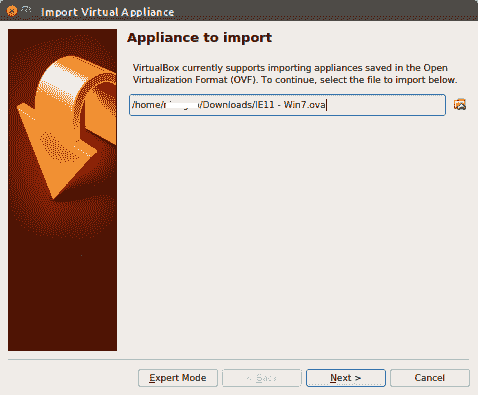 Import Virtual Appliance
Appliance to import
VirtualBox currently supports importing appliances saved in the Open
Virtualization Format (OVF). To continue, select the file to import below.
/home/ /Downloads/IE11 - Win7.ova
Expert Mode
< Back
Next >
Cancel